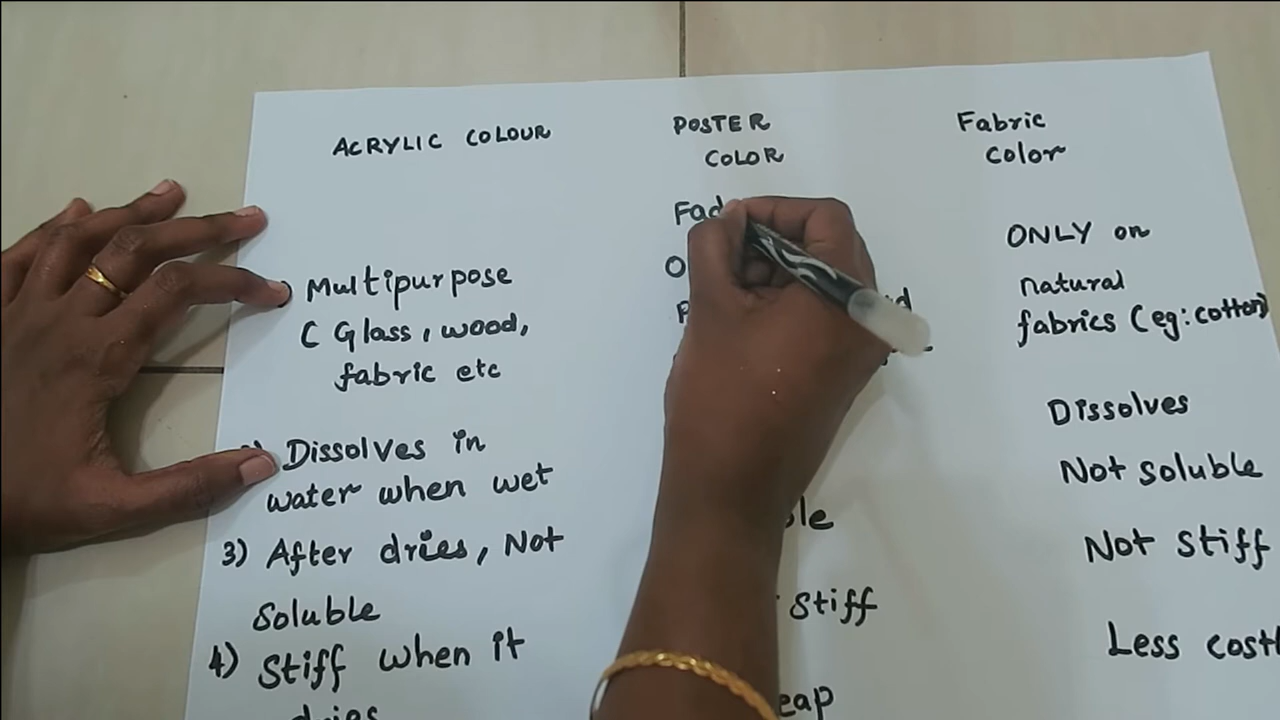 ACRYLIC COLOUR
1) Multipurpose
( Glass, wood,
fabric etc
Dissolves in
water when wet
3) After dries, Not
Soluble
4) Stiff when it
dries
POSTER
COLOR
Stiff
Fabric
Color
ONLY on
natural
fabrics (eg: cotton)
Dissolves
Not soluble
Not stiff
Less